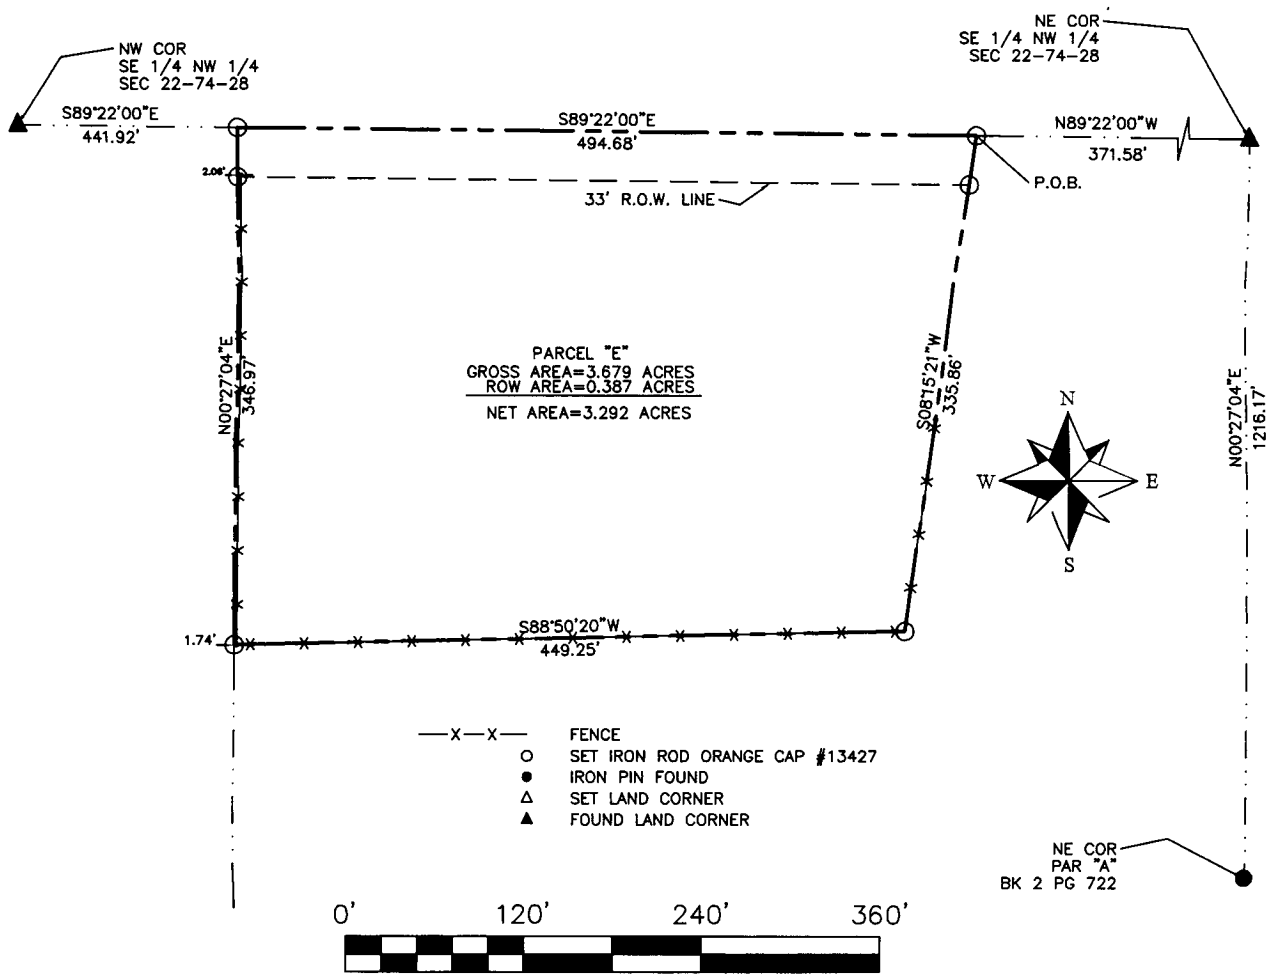 NE COR
SE 1/4 NW 1/4
SEC 22-74-28
NW COR
SE 1/4 NW 1/4
SEC 22-74-28
S89°22'00"E
441.92'
S89°22'00"E
494.68'
N89°22'00"W
371.58'
2.06'
33' R.O.W. LINE
P.O.B.
N00°27'04"E
346.97'
PARCEL "E"
GROSS AREA=3.679 ACRES
ROW AREA=0.387 ACRES
NET AREA=3.292 ACRES
S08°15'21"W
335.86'
N00°27'04"E
1216.17'
N
W
E
S
1.74'
S88°50'20"W
449.25'
X X FENCE
SET IRON ROD ORANGE CAP #13427
IRON PIN FOUND
SET LAND CORNER
FOUND LAND CORNER
NE COR
PAR "A"
BK 2 PG 722
0' 120' 240' 360'